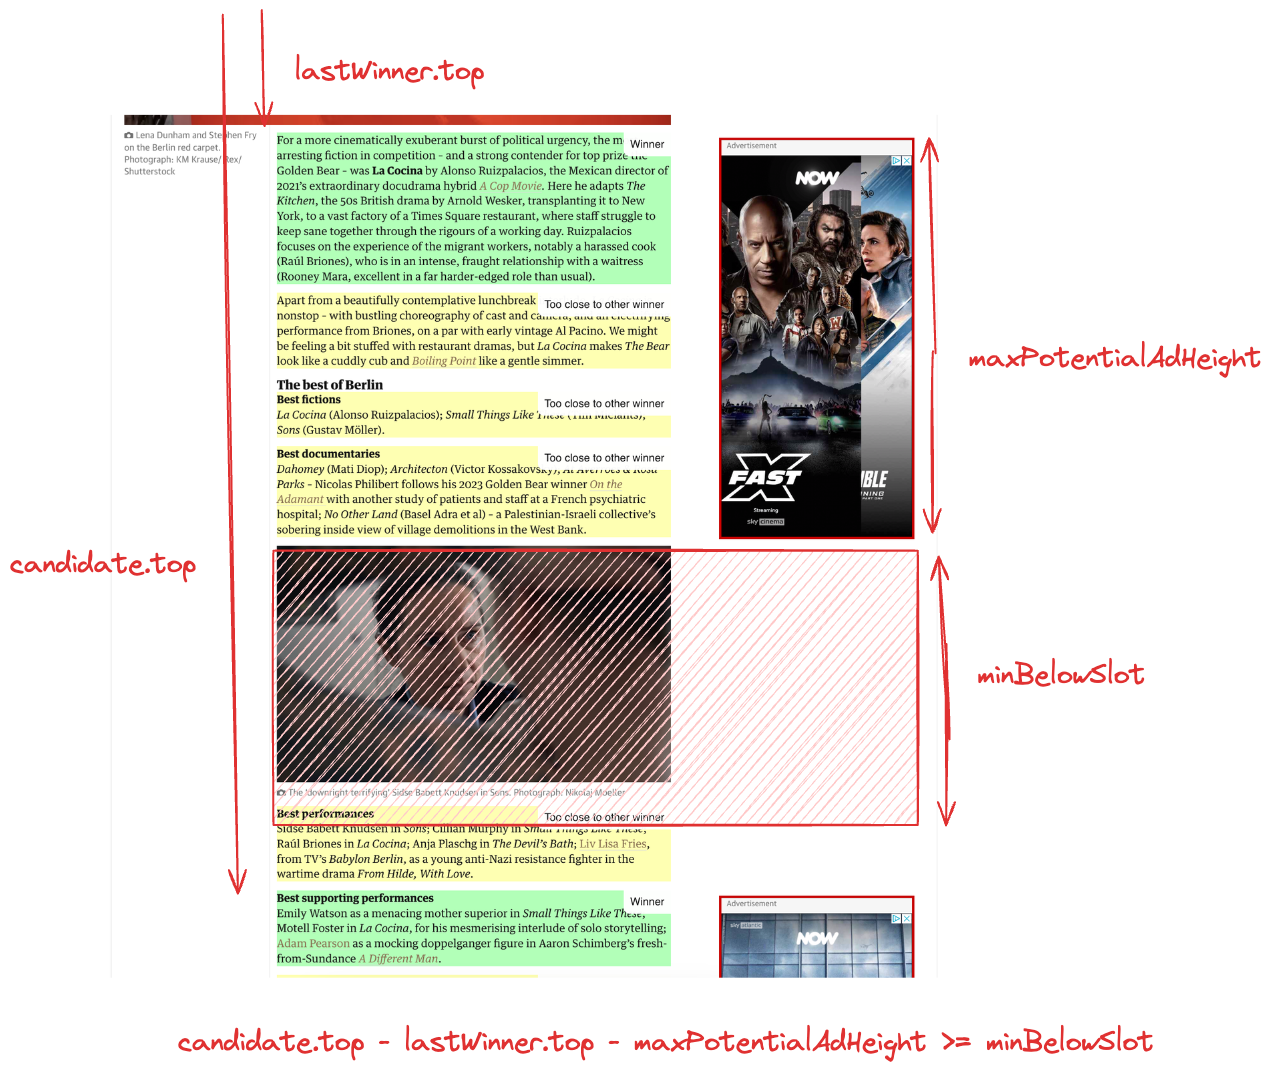 lastWinner.top
Lena Dunham and Stephen Fry
on the Berlin red carpet.
Photograph: KM Krause/Rex/
Shutterstock
For a more cinematically exuberant burst of political urgency, the m
Winner
arresting fiction in competition – and a strong contender for top prize the
Golden Bear – was La Cocina by Alonso Ruizpalacios, the Mexican director of
2021's extraordinary docudrama hybrid A Cop Movie. Here he adapts The
Kitchen, the 50s British drama by Arnold Wesker, transplanting it to New
York, to a vast factory of a Times Square restaurant, where staff struggle to
keep sane together through the rigours of a working day. Ruizpalacios
focuses on the experience of the migrant workers, notably a harassed cook
(Raúl Briones), who is in an intense, fraught relationship with a waitress
(Rooney Mara, excellent in a far harder-edged role than usual).
Apart from a beautifully contemplative lunchbreak
Too close to other winner
nonstop – with bustling choreography of cast and camera, and an electrifying
performance from Briones, on a par with early vintage Al Pacino. We might
be feeling a bit stuffed with restaurant dramas, but La Cocina makes The Bear
look like a cuddly cub and Boiling Point like a gentle simmer.
The best of Berlin
Best fictions
Too close to other winner
La Cocina (Alonso Ruizpalacios); Small Things Like These (Tim Mielants);
Sons (Gustav Möller).
Best documentaries
Too close to other winner
Dahomey (Mati Diop); Architecton (Victor Kossakovsky); At Averroes & Rosa
Parks – Nicolas Philibert follows his 2023 Golden Bear winner On the
Adamant with another study of patients and staff at a French psychiatric
hospital; No Other Land (Basel Adra et al) – a Palestinian-Israeli collective's
sobering inside view of village demolitions in the West Bank.
The 'downright terrifying' Sidse Babett Knudsen in Sons. Photograph: Nikolaj Moeller
Best performances
Too close to other winner
Sidse Babett Knudsen in Sons; Cillian Murphy in Small Things Like These;
Raúl Briones in La Cocina; Anja Plaschg in The Devil's Bath; Liv Lisa Fries,
from TV's Babylon Berlin, as a young anti-Nazi resistance fighter in the
wartime drama From Hilde, With Love.
Best supporting performances
Winner
Emily Watson as a menacing mother superior in Small Things Like These;
Motell Foster in La Cocina, for his mesmerising interlude of solo storytelling;
Adam Pearson as a mocking doppelganger figure in Aaron Schimberg's fresh-
from-Sundance A Different Man.
Advertisement
NOW
W
FAST X
Streaming
sky cinema
IBLE
NING
PART ONE
maxPotentialAdHeight
candidate.top
minBelowSlot
Advertisement
sky atlantic
NOW
candidate.top - lastWinner.top - maxPotentialAdHeight >= minBelowSlot